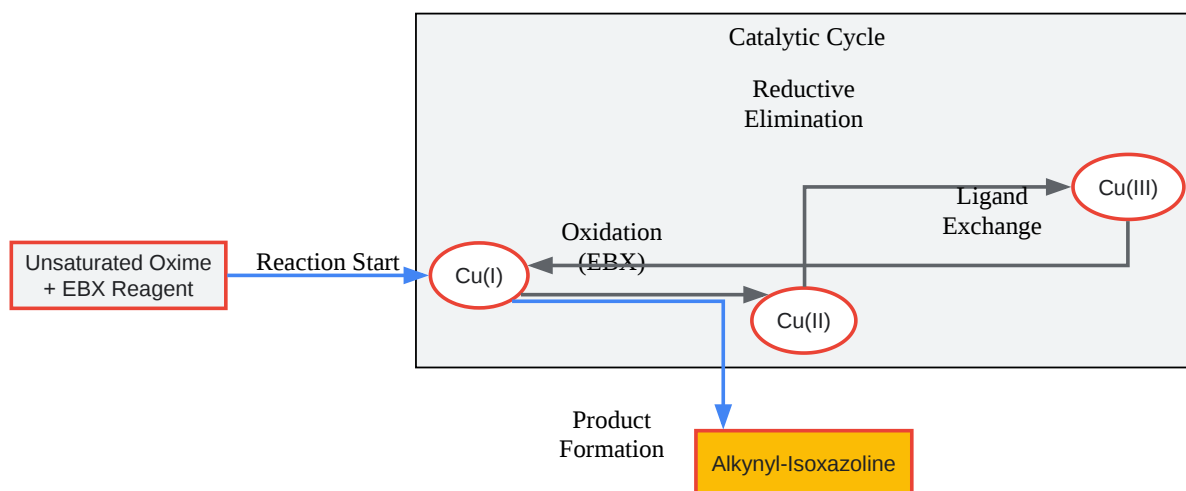 Catalytic Cycle
Reductive
Elimination
Cu(III)
Ligand
Exchange
Oxidation
(EBX)
Unsaturated Oxime
+ EBX Reagent
Reaction Start
Cu(I)
Cu(II)
Product
Formation
Alkynyl-Isoxazoline